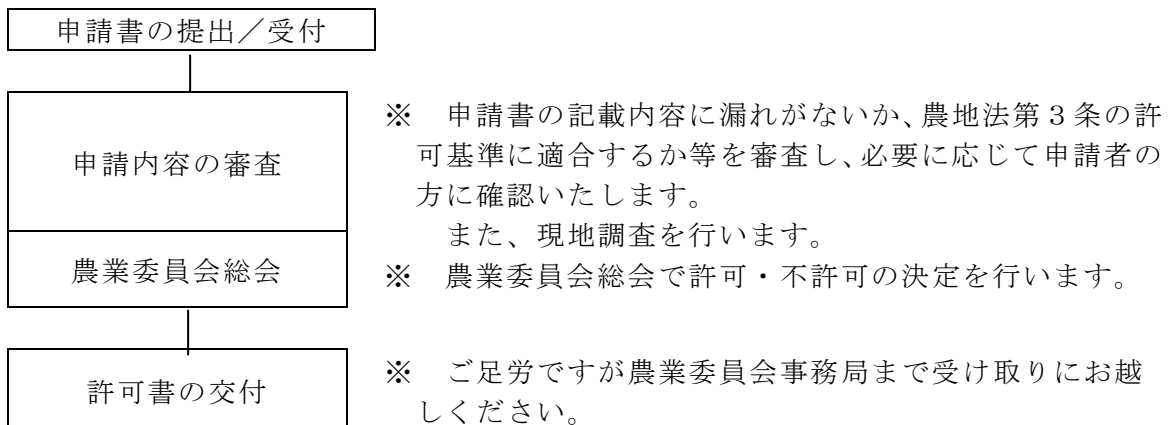 申請書の提出／受付
申請内容の審査
※　申請書の記載内容に漏れがないか、農地法第３条の許
可基準に適合するか等を審査し、必要に応じて申請者の
方に確認いたします。
また、現地調査を行います。
農業委員会総会
※　農業委員会総会で許可・不許可の決定を行います。
許可書の交付
※　ご足労ですが農業委員会事務局まで受け取りにお越
しください。